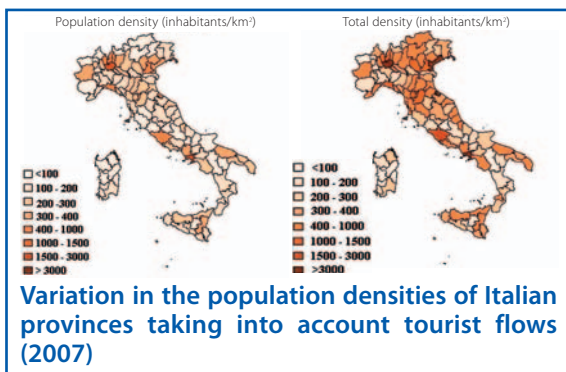 Population density (inhabitants/km²)
Total density (inhabitants/km²)
<100
100 - 200
200 -300
300 - 400
400 - 1000
1000 - 1500
1500 - 3000
> 3000
<100
100 - 200
200 - 300
300 - 400
400 - 1000
1000 - 1500
1500 - 3000
>3000
Variation in the population densities of Italian
provinces taking into account tourist flows
(2007)